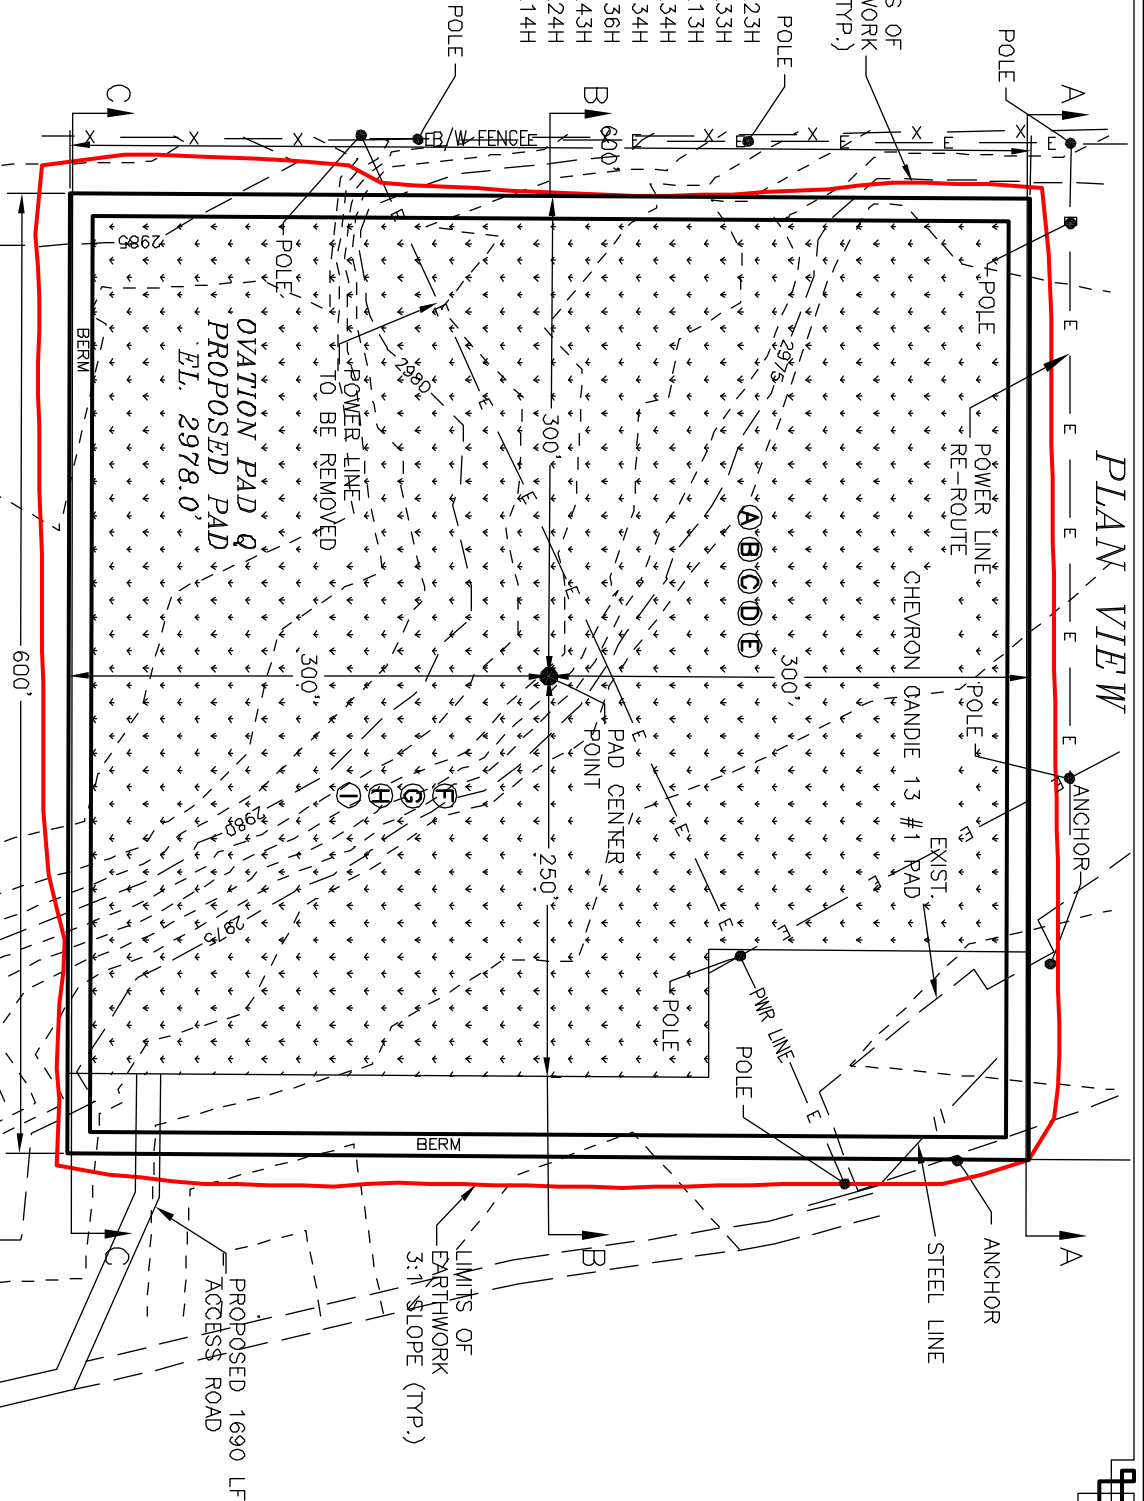 PLAN VIEW
A
POLE
S OF
WORK
TYP.)
POLE
23H
33H
13H
34H
34H
36H
43H
24H
14H
POLE
B
C
B/W FENCE
600'
X
E
POLE
POWER LINE
RE-ROUTE
POLE
ANCHOR
CHEVRON CANDIE 13 #1 PAD
EXIST.
2975
A B C D E
300'
300'
300'
250'
PAD CENTER
POINT
2980
POWER LINE
TO BE REMOVED
POLE
2985
OVATION PAD Q
PROPOSED PAD
EL. 2978.0'
BERM
F
G
H
I
2980
2975
600'
POLE
PWR LINE
POLE
BERM
A
ANCHOR
STEEL LINE
B
LIMITS OF
EARTHWORK
3:1 SLOPE (TYP.)
C
PROPOSED 1690 LF
ACCESS ROAD